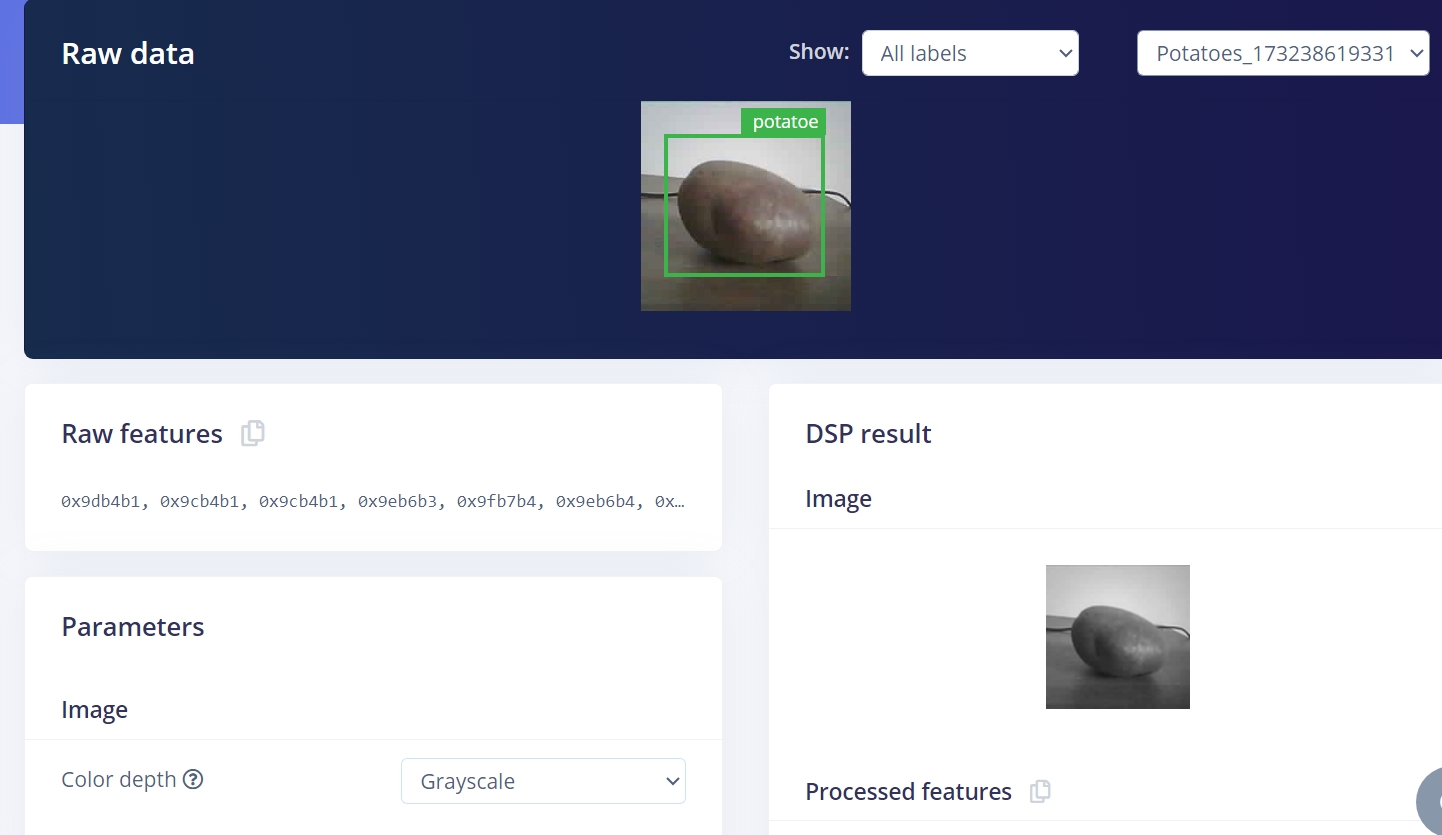 Raw data
Show:
All labels
Potatoes_173238619331
potatoe
Raw features
0x9db4b1, 0x9cb4b1, 0x9cb4b1, 0x9eb6b3, 0x9fb7b4, 0x9eb6b4, 0x…
DSP result
Image
Parameters
Image
Color depth ?
Grayscale
Processed features